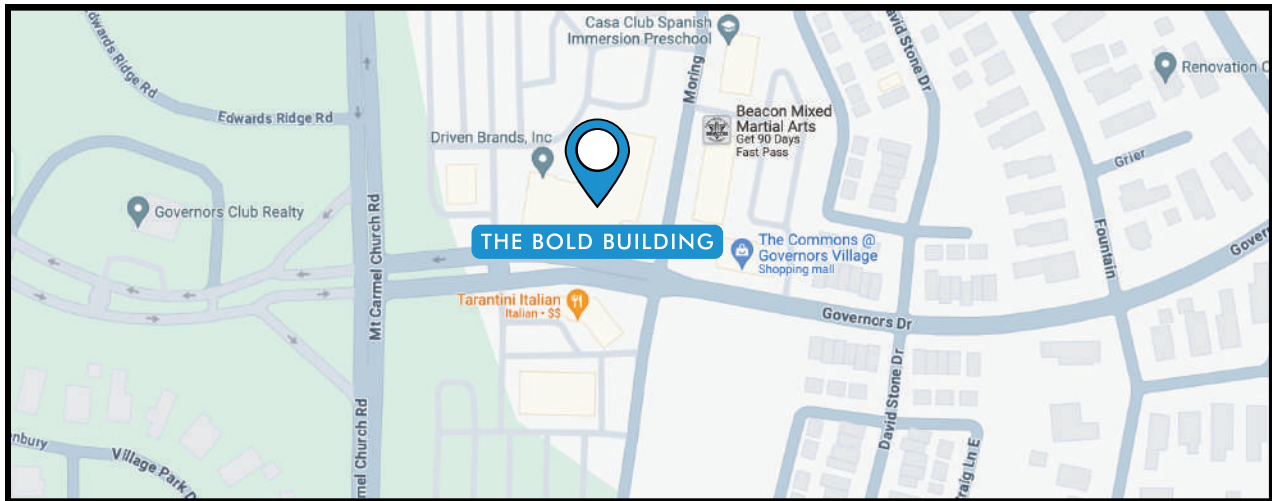 Casa Club Spanish
Immersion Preschool
David Stone Dr
Edwards Ridge Rd
Edwards Ridge Rd
Moring
Renovation C
Beacon Mixed
Martial Arts
Get 90 Days
Fast Pass
Driven Brands, Inc
Grier
Governors Club Realty
Mt Carmel Church Rd
THE BOLD BUILDING
The Commons @
Governors Village
Shopping mall
Fountain
Govern
Tarantini Italian
Italian • $$
Governors Dr
David Stone Dr
Church Rd
nbury
Village Park D
raig Ln E